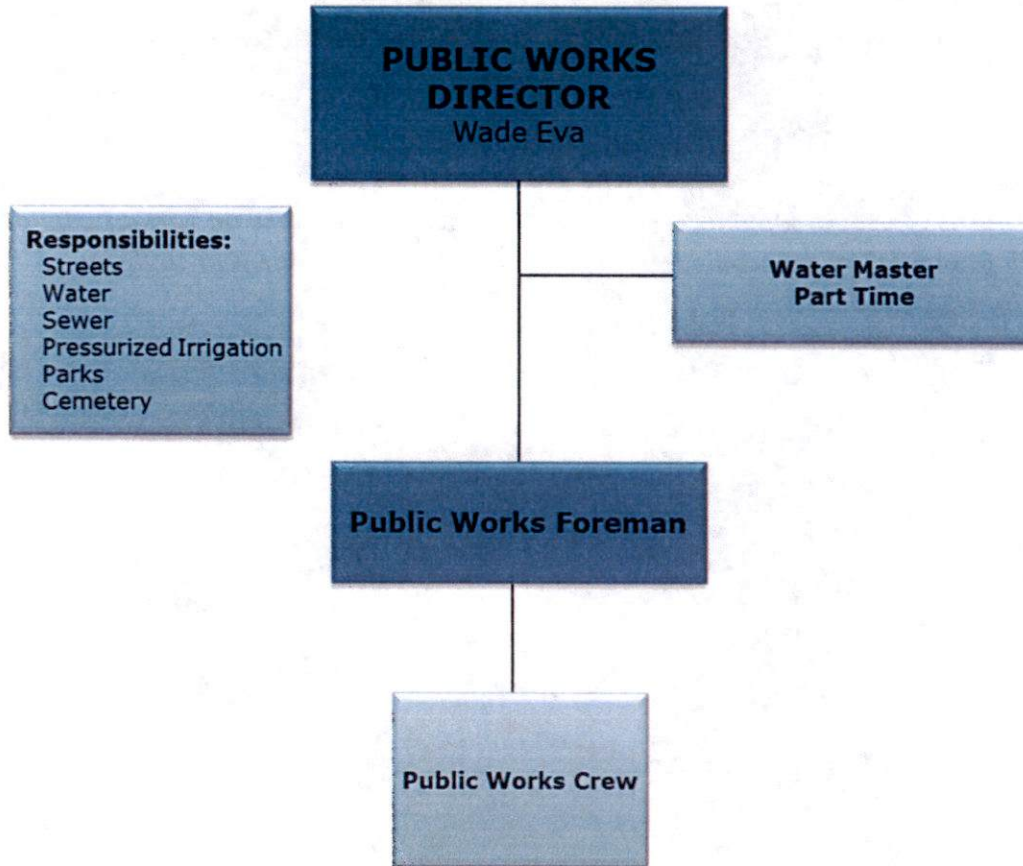 PUBLIC WORKS
DIRECTOR
Wade Eva
Responsibilities:
Streets
Water
Sewer
Pressurized Irrigation
Parks
Cemetery
Water Master
Part Time
Public Works Foreman
Public Works Crew